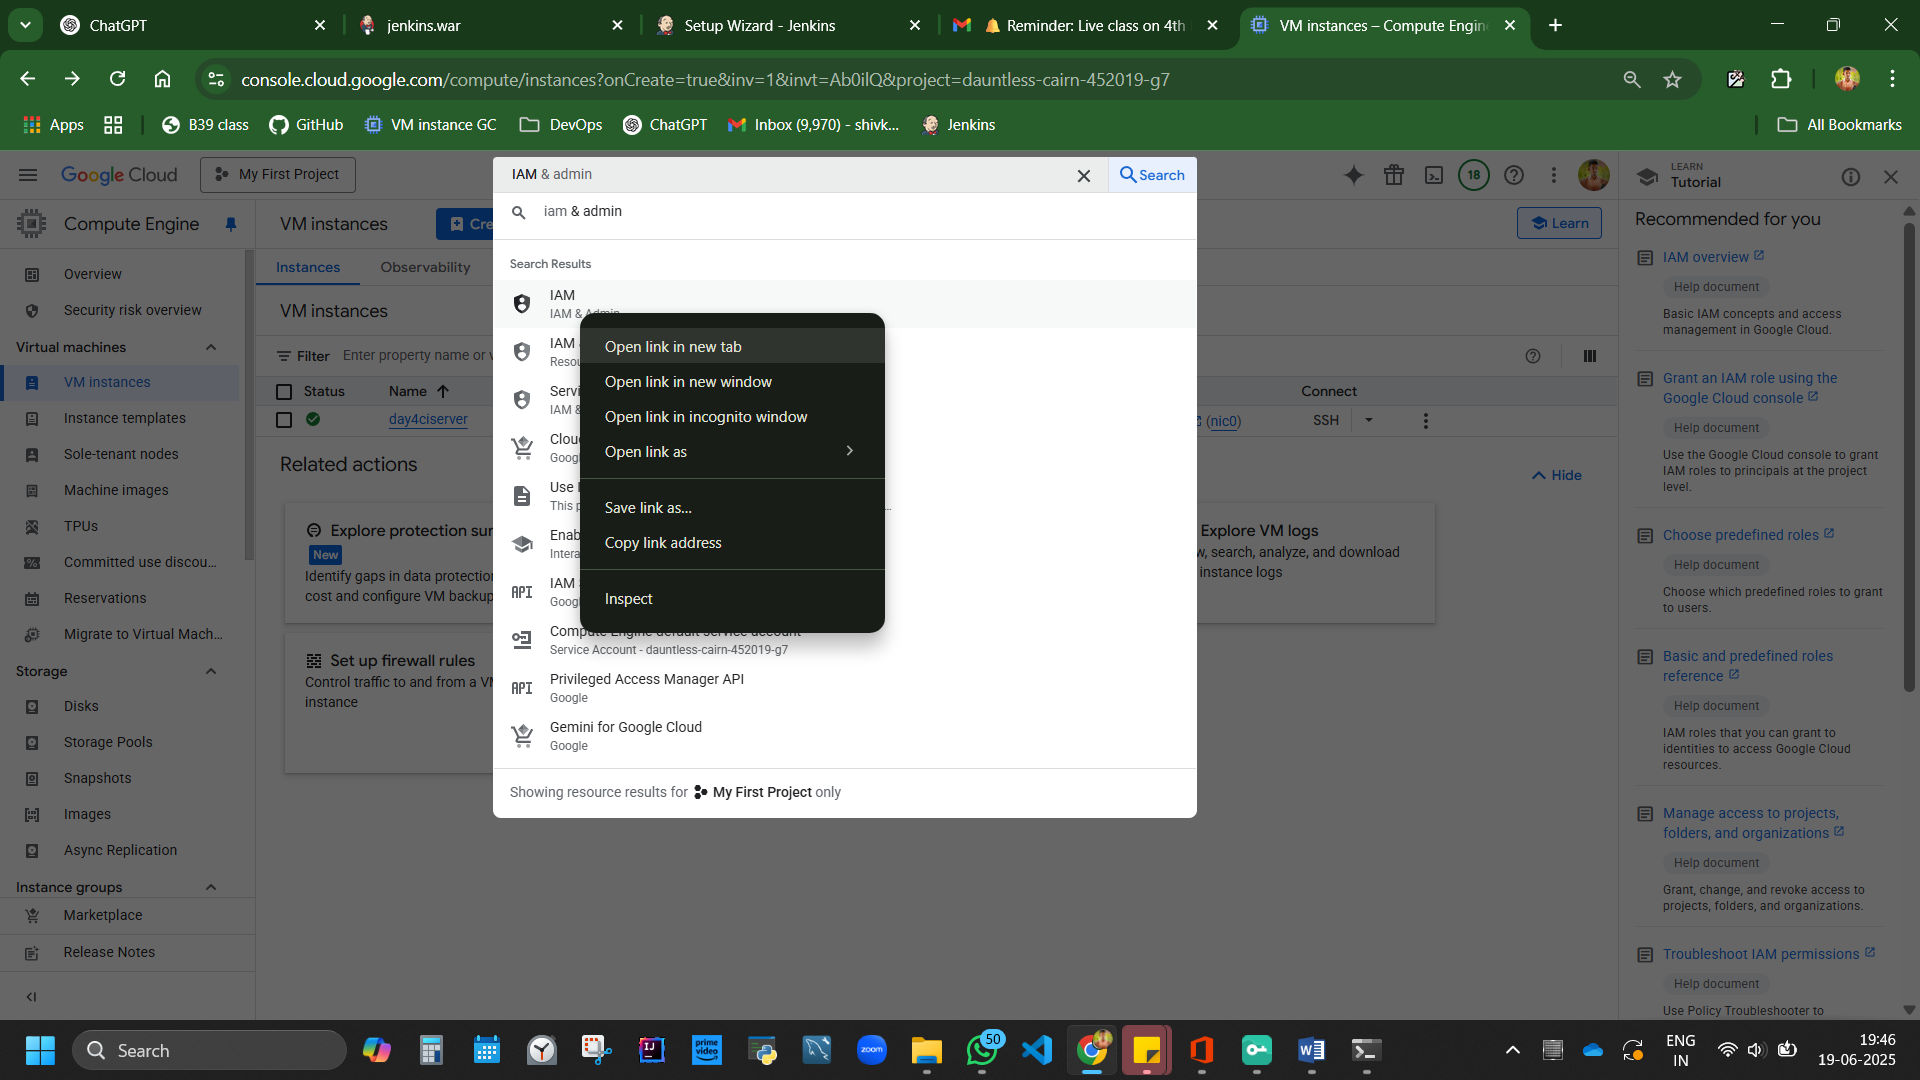 ChatGPT
jenkins.war
Setup Wizard - Jenkins
Reminder: Live class on 4th
VM instances – Compute Engin
console.cloud.google.com/compute/instances?onCreate=true&inv=1&invt=Ab0ilQ&project=dauntless-cairn-452019-g7
Apps
B39 class
GitHub
VM instance GC
DevOps
ChatGPT
Inbox (9,970) - shivk...
Jenkins
All Bookmarks
Google Cloud
My First Project
IAM & admin
Search
18
LEARN
Tutorial
Compute Engine
VM instances
Cre
iam & admin
Learn
Recommended for you
Instances
Observability
Search Results
Overview
Security risk overview
Virtual machines
VM instances
Instance templates
Sole-tenant nodes
Machine images
TPUs
Committed use discou...
Reservations
Migrate to Virtual Mach...
Storage
Disks
Storage Pools
Snapshots
Images
Async Replication
Instance groups
Marketplace
Release Notes
VM instances
Filter Enter property name or v
Status
Name
Connect
day4ciserver
(nic0)
SSH
Related actions
Hide
Explore protection sur
New
Identify gaps in data protection
cost and configure VM backup
Set up firewall rules
Control traffic to and from a VM
instance
Explore VM logs
w, search, analyze, and download
instance logs
IAM
IAM & Admin
IAM
Resou
Servi
IAM &
Cloud
Googl
Use I
This p
...
Enab
Intera
IAM
Googl
Compute Engine default service account
Service Account - dauntless-cairn-452019-g7
Privileged Access Manager API
Google
Gemini for Google Cloud
Google
API
API
Showing resource results for My First Project only
Open link in new tab
Open link in new window
Open link in incognito window
Open link as
Save link as...
Copy link address
Inspect
IAM overview
Help document
Basic IAM concepts and access
management in Google Cloud.
Grant an IAM role using the
Google Cloud console
Help document
Use the Google Cloud console to grant
IAM roles to principals at the project
level.
Choose predefined roles
Help document
Choose which predefined roles to grant
to users.
Basic and predefined roles
reference
Help document
IAM roles that you can grant to
identities to access Google Cloud
resources.
Manage access to projects,
folders, and organizations
Help document
Grant, change, and revoke access to
projects, folders, and organizations.
Troubleshoot IAM permissions
Help document
Use Policy Troubleshooter to
Search
IJ
prime
video
zoom
50
ENG
IN
19:46
19-06-2025